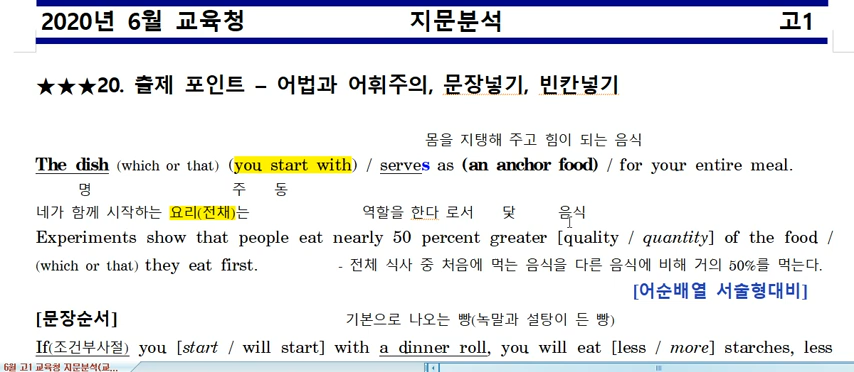 2020년 6월 교육청 지문분석 고1
★★★20. 출제 포인트 – 어법과 어휘주의, 문장넣기, 빈칸넣기
몸을 지탱해 주고 힘이 되는 음식
The dish (which or that) (you start with) / serves as (an anchor food) / for your entire meal.
명 주 동
네가 함께 시작하는 요리(전채)는 역할을 한다 로서 닻 음식
Experiments show that people eat nearly 50 percent greater [quality / quantity] of the food /
(which or that) they eat first. - 전체 식사 중 처음에 먹는 음식을 다른 음식에 비해 거의 50%를 먹는다.
[어순배열 서술형대비]
[문장순서] 기본으로 나오는 빵(녹말과 설탕이 든 빵)
If(조건부사절) you [start / will start] with a dinner roll, you will eat [less / more] starches, less
6월 고1 교육청 지문분석(교...